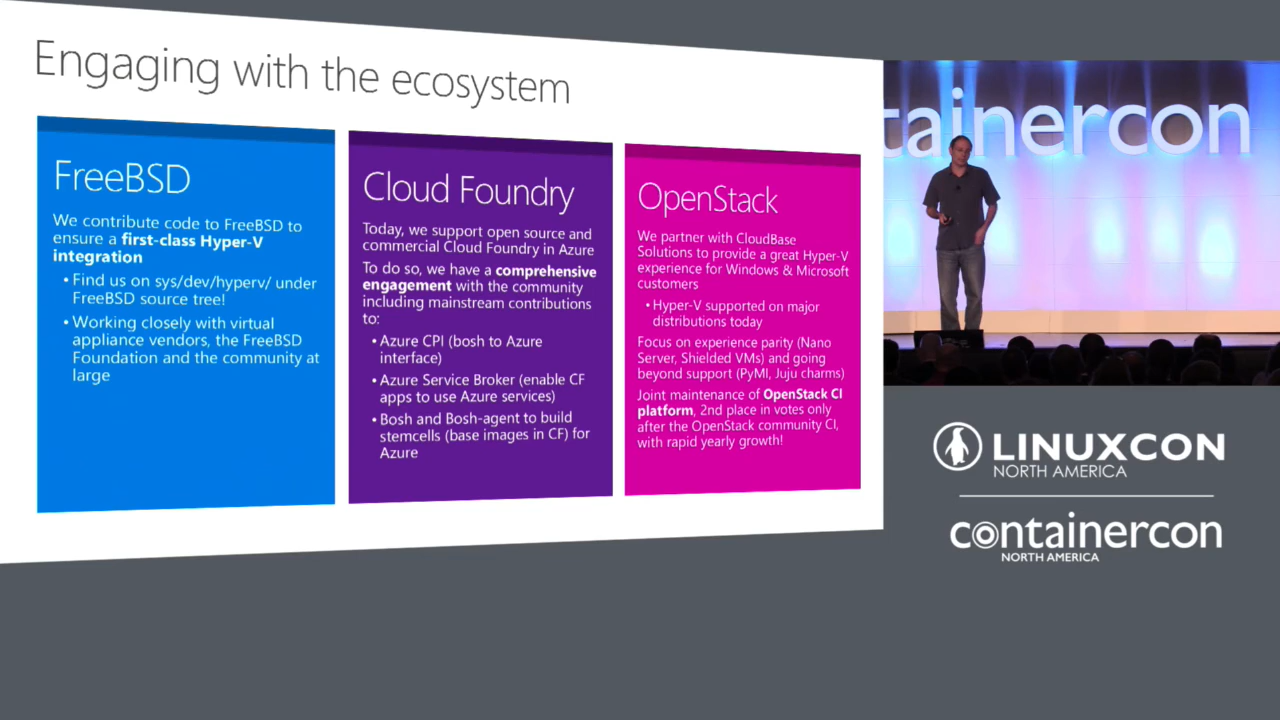 Engaging with the ecosystem
FreeBSD
We contribute code to FreeBSD to
ensure a first-class Hyper-V
integration
• Find us on sys/dev/hyperv/ under
FreeBSD source tree!
• Working closely with virtual
appliance vendors, the FreeBSD
Foundation and the community at
large
Cloud Foundry
Today, we support open source and
commercial Cloud Foundry in Azure
To do so, we have a comprehensive
engagement with the community
including mainstream contributions
to:
• Azure CPI (bosh to Azure
interface)
• Azure Service Broker (enable CF
apps to use Azure services)
• Bosh and Bosh-agent to build
stemcells (base images in CF) for
Azure
OpenStack
We partner with CloudBase
Solutions to provide a great Hyper-V
experience for Windows & Microsoft
customers
• Hyper-V supported on major
distributions today
Focus on experience parity (Nano
Server, Shielded VMs) and going
beyond support (PyMI, Juju charms)
Joint maintenance of OpenStack CI
platform, 2nd place in votes only
after the OpenStack community CI,
with rapid yearly growth!
tainercon
LINUXCON
NORTH AMERICA
containercon
NORTH AMERICA